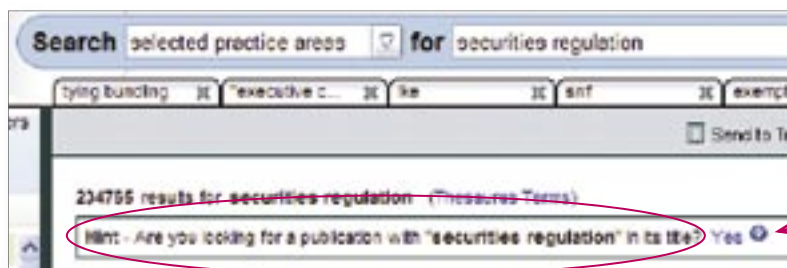 Search selected practice areas for securities regulation
tying bundling "executive c... lke snf exempt
Send to
234755 results for securities regulation (Thesaurus Terms)
Hint - Are you looking for a publication with "securities regulation" in its title? Yes